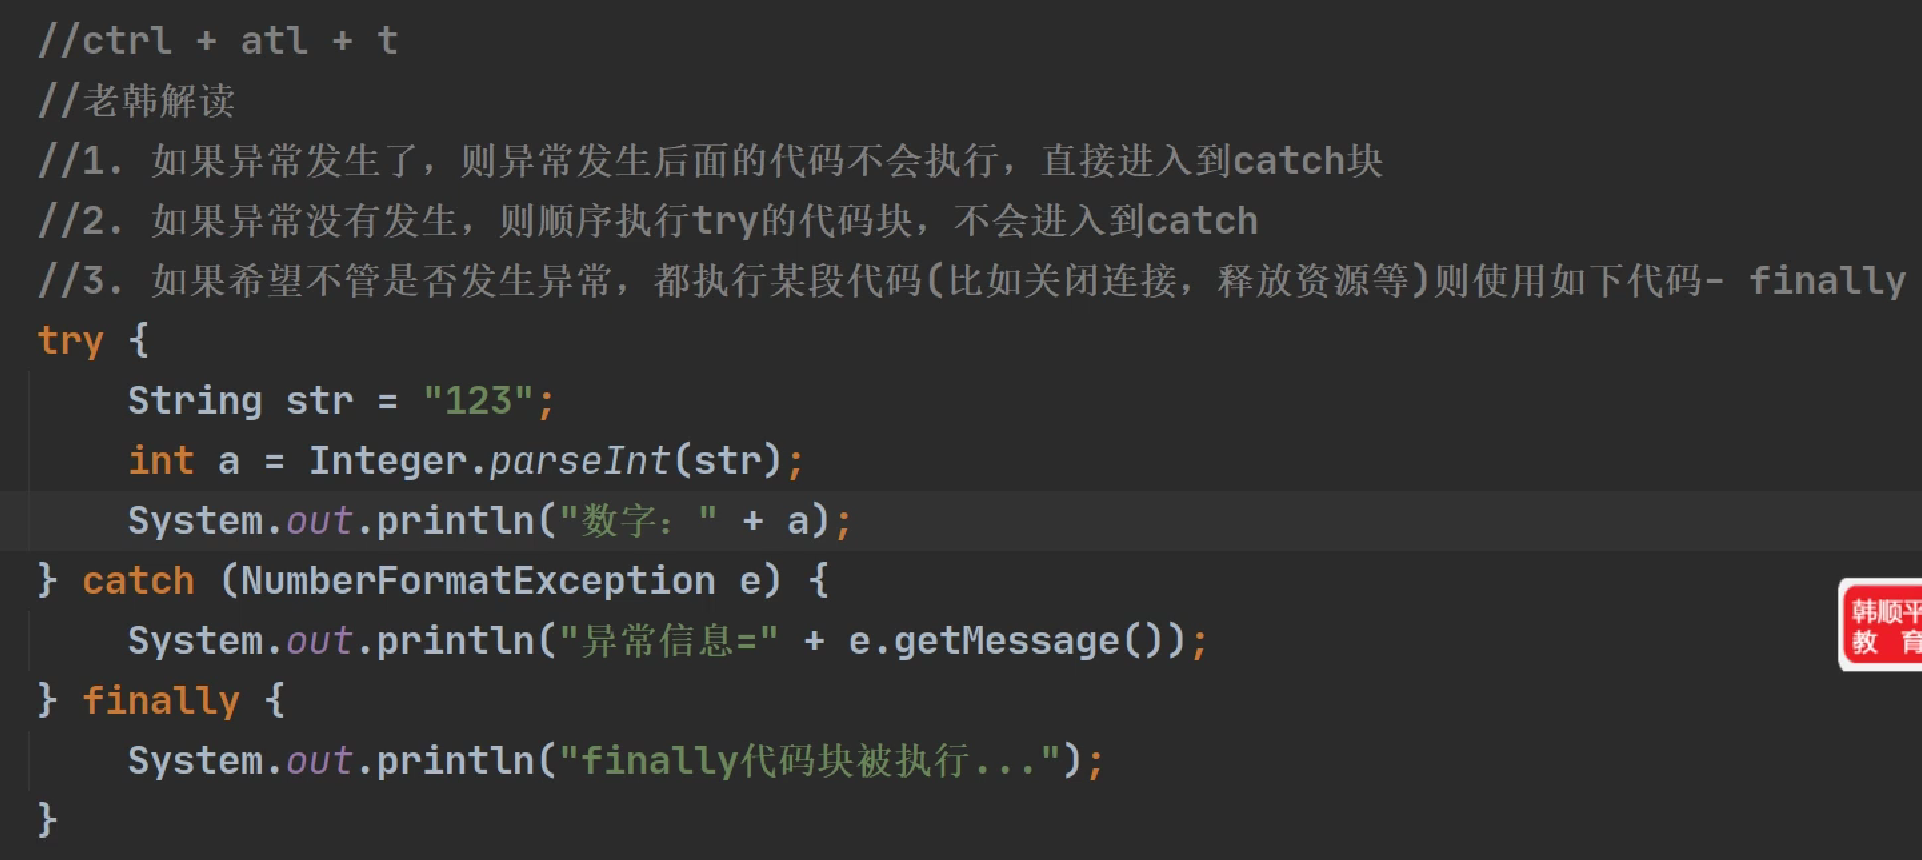 //ctrl + atl + t
//老韩解读
//1. 如果异常发生了，则异常发生后面的代码不会执行，直接进入到catch块
//2. 如果异常没有发生，则顺序执行try的代码块，不会进入到catch
//3. 如果希望不管是否发生异常，都执行某段代码(比如关闭连接，释放资源等)则使用如下代码- finally
try {
    String str = "123";
    int a = Integer.parseInt(str);
    System.out.println("数字：" + a);
} catch (NumberFormatException e) {
    System.out.println("异常信息=" + e.getMessage());
} finally {
    System.out.println("finally代码块被执行...");
}
韩顺平
教 育